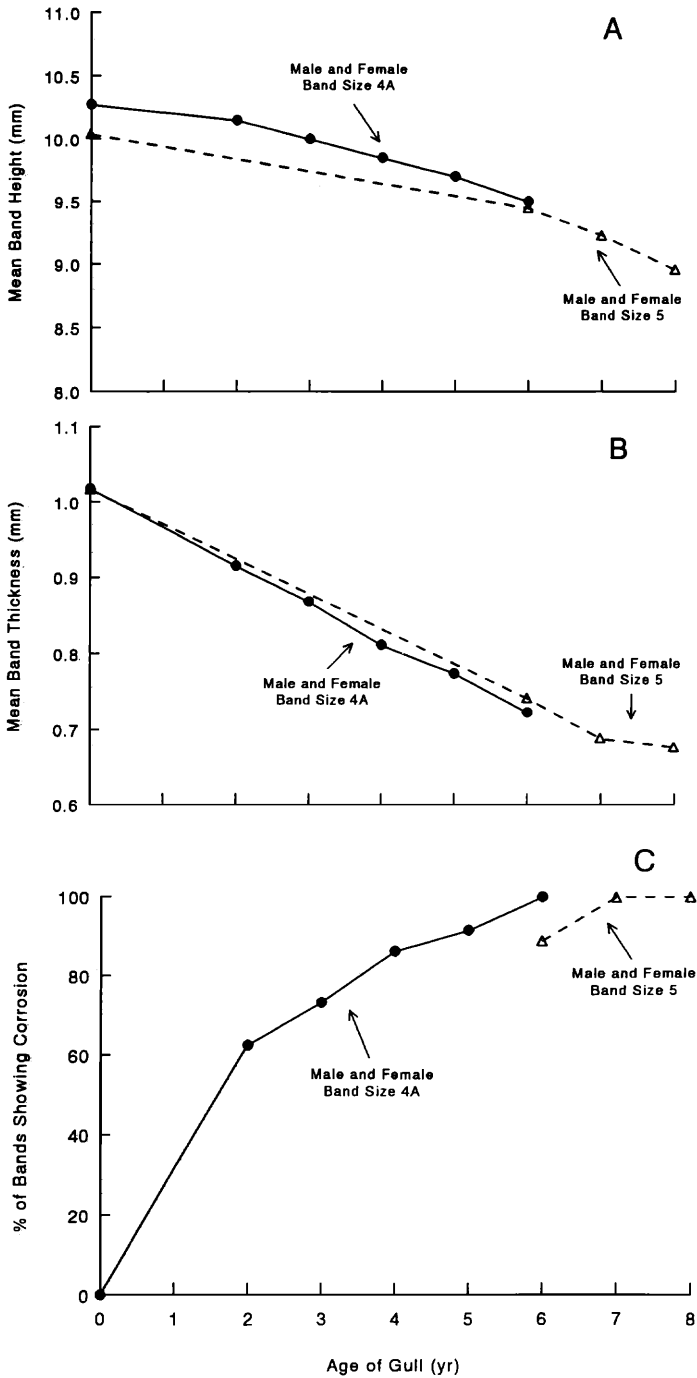 A
11.0
10.5
10.0
9.5
9.0
8.5
8.0
Mean Band Height (mm)
Male and Female
Band Size 4A
Male and Female
Band Size 5
B
1.1
1.0
0.9
0.8
0.7
0.6
Mean Band Thickness (mm)
Male and Female
Band Size 4A
Male and Female
Band Size 5
C
100
80
60
40
20
0
% of Bands Showing Corrosion
Male and Female
Band Size 5
Male and Female
Band Size 4A
0 1 2 3 4 5 6 7 8
Age of Gull (yr)